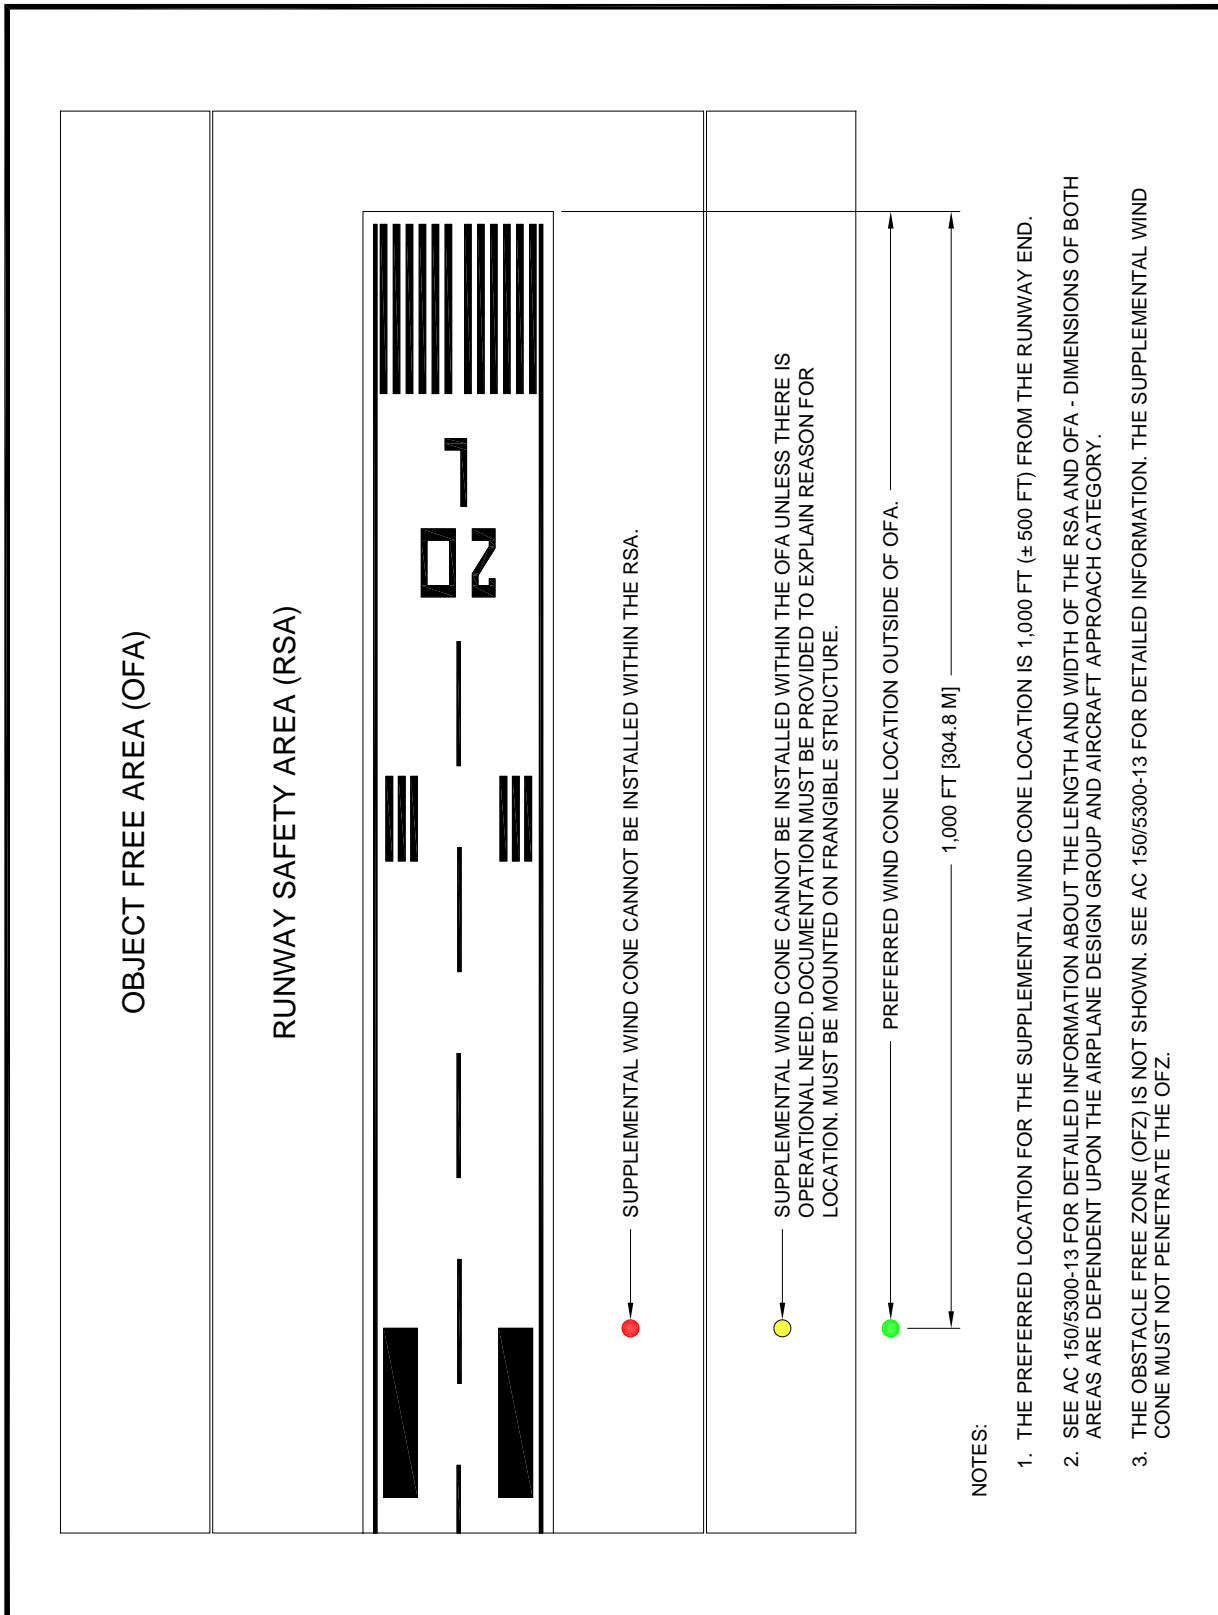 OBJECT FREE AREA (OFA)
RUNWAY SAFETY AREA (RSA)
20
L
SUPPLEMENTAL WIND CONE CANNOT BE INSTALLED WITHIN THE RSA.
SUPPLEMENTAL WIND CONE CANNOT BE INSTALLED WITHIN THE OFA UNLESS THERE IS
OPERATIONAL NEED. DOCUMENTATION MUST BE PROVIDED TO EXPLAIN REASON FOR
LOCATION. MUST BE MOUNTED ON FRANGIBLE STRUCTURE.
PREFERRED WIND CONE LOCATION OUTSIDE OF OFA.
1,000 FT [304.8 M]
NOTES:
1. THE PREFERRED LOCATION FOR THE SUPPLEMENTAL WIND CONE LOCATION IS 1,000 FT (± 500 FT) FROM THE RUNWAY END.
2. SEE AC 150/5300-13 FOR DETAILED INFORMATION ABOUT THE LENGTH AND WIDTH OF THE RSA AND OFA - DIMENSIONS OF BOTH
AREAS ARE DEPENDENT UPON THE AIRPLANE DESIGN GROUP AND AIRCRAFT APPROACH CATEGORY.
3. THE OBSTACLE FREE ZONE (OFZ) IS NOT SHOWN. SEE AC 150/5300-13 FOR DETAILED INFORMATION. THE SUPPLEMENTAL WIND
CONE MUST NOT PENETRATE THE OFZ.